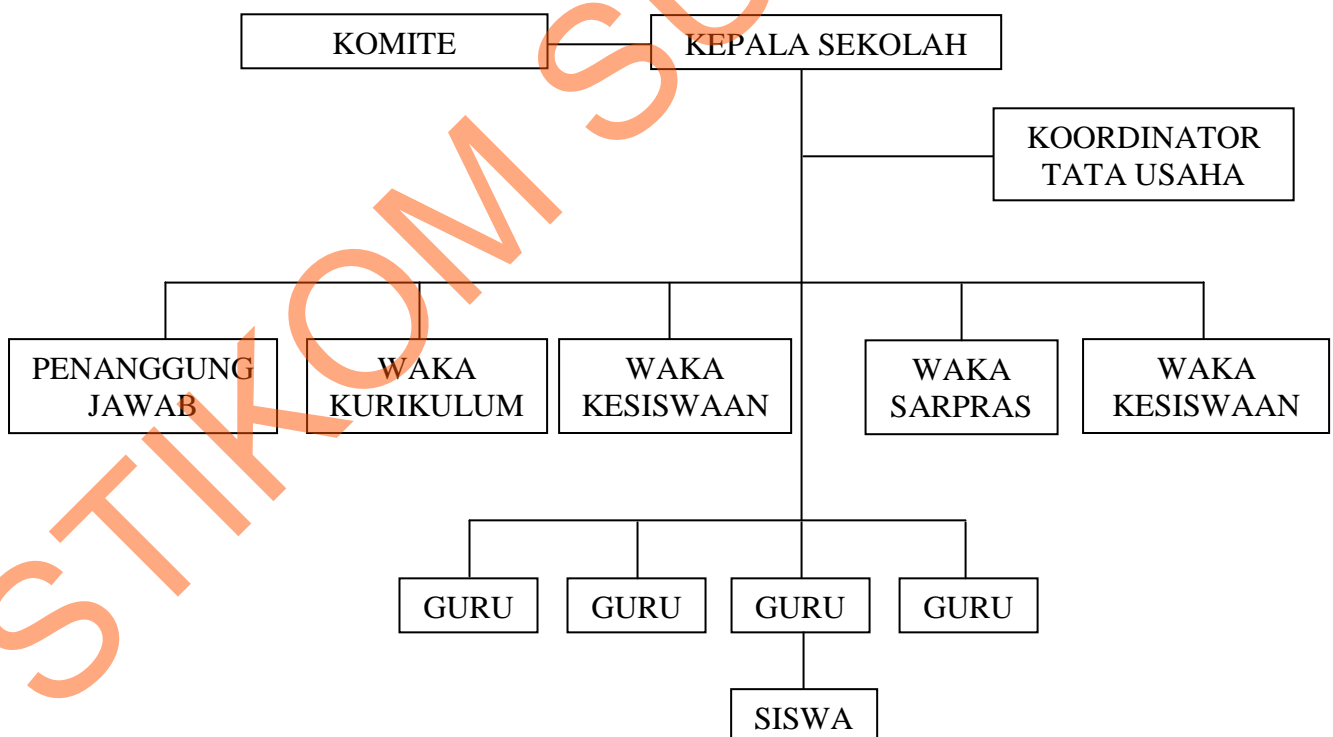 KOMITE
KEPALA SEKOLAH
KOORDINATOR
TATA USAHA
PENANGGUNG
JAWAB
WAKA
KURIKULUM
WAKA
KESISWAAN
WAKA
SARPRAS
WAKA
KESISWAAN
GURU
GURU
GURU
GURU
SISWA
STIKOM SU